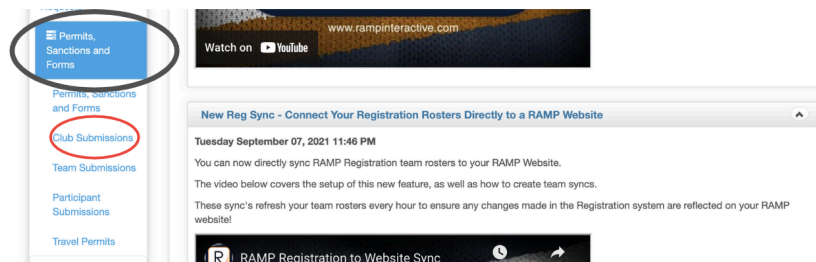 Permits,
Sanctions and
Forms
Permits, Sanctions
and Forms
Club Submissions
Team Submissions
Participant
Submissions
Travel Permits
www.rampinteractive.com
Watch on YouTube
New Reg Sync - Connect Your Registration Rosters Directly to a RAMP Website
Tuesday September 07, 2021 11:46 PM
You can now directly sync RAMP Registration team rosters to your RAMP Website.
The video below covers the setup of this new feature, as well as how to create team syncs.
These sync's refresh your team rosters every hour to ensure any changes made in the Registration system are reflected on your RAMP
website!
R RAMP Registration to Website Sync